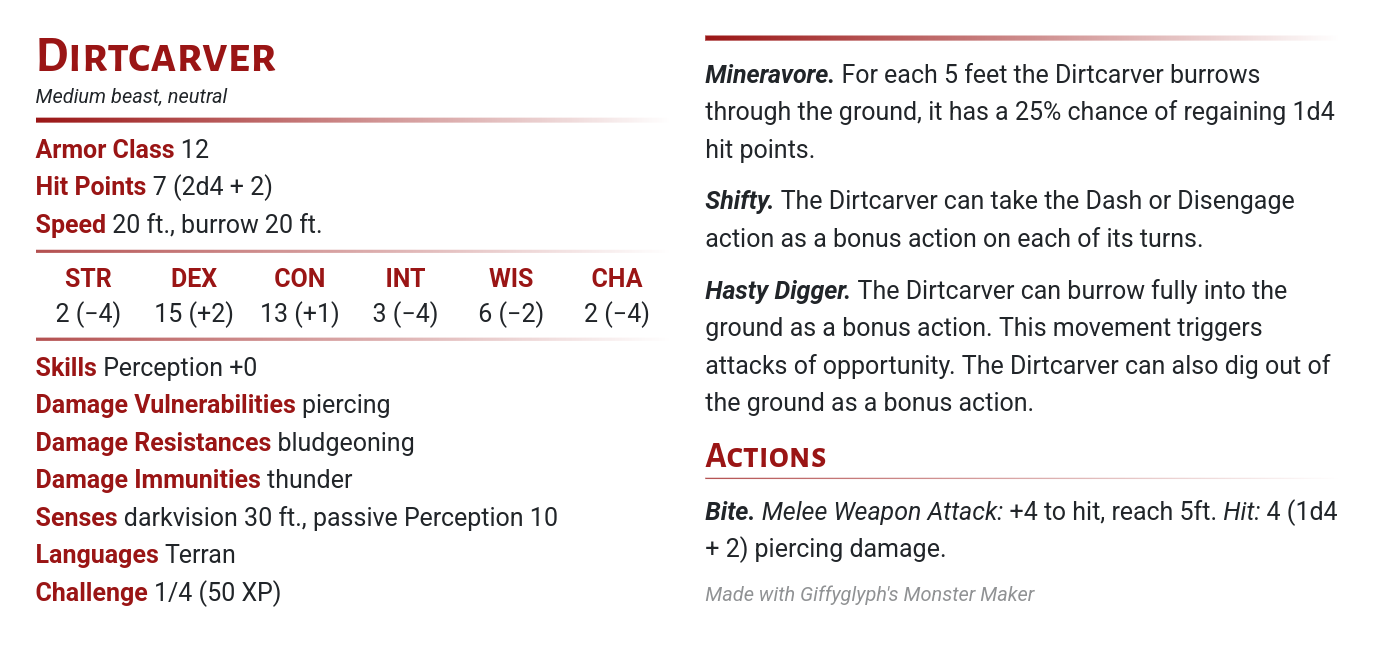 Dirtcarver
Medium beast, neutral
Armor Class 12
Hit Points 7 (2d4 + 2)
Speed 20 ft., burrow 20 ft.
STR DEX CON INT WIS CHA
2 (−4) 15 (+2) 13 (+1) 3 (−4) 6 (−2) 2 (−4)
Skills Perception +0
Damage Vulnerabilities piercing
Damage Resistances bludgeoning
Damage Immunities thunder
Senses darkvision 30 ft., passive Perception 10
Languages Terran
Challenge 1/4 (50 XP)
Mineravore. For each 5 feet the Dirtcarver burrows
through the ground, it has a 25% chance of regaining 1d4
hit points.
Shifty. The Dirtcarver can take the Dash or Disengage
action as a bonus action on each of its turns.
Hasty Digger. The Dirtcarver can burrow fully into the
ground as a bonus action. This movement triggers
attacks of opportunity. The Dirtcarver can also dig out of
the ground as a bonus action.
Actions
Bite. Melee Weapon Attack: +4 to hit, reach 5ft. Hit: 4 (1d4
+ 2) piercing damage.
Made with Giffyglyph's Monster Maker